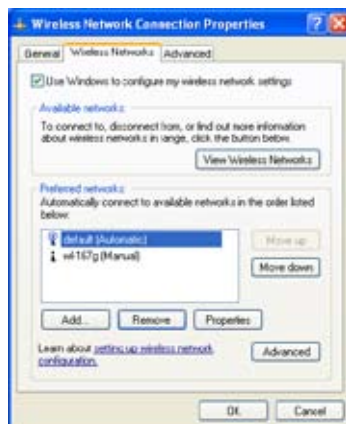 Wireless Network Connection Properties
General Wireless Networks Advanced
Use Windows to configure my wireless network settings
Available networks:
To connect to, disconnect from, or find out more information
about wireless networks in range, click the button below.
View Wireless Networks
Preferred networks:
Automatically connect to available networks in the order listed
below:
default (Automatic)
Move up
wl-167g (Manual)
Move down
Add... Remove Properties
Learn about setting up wireless network
configuration.
Advanced
OK Cancel